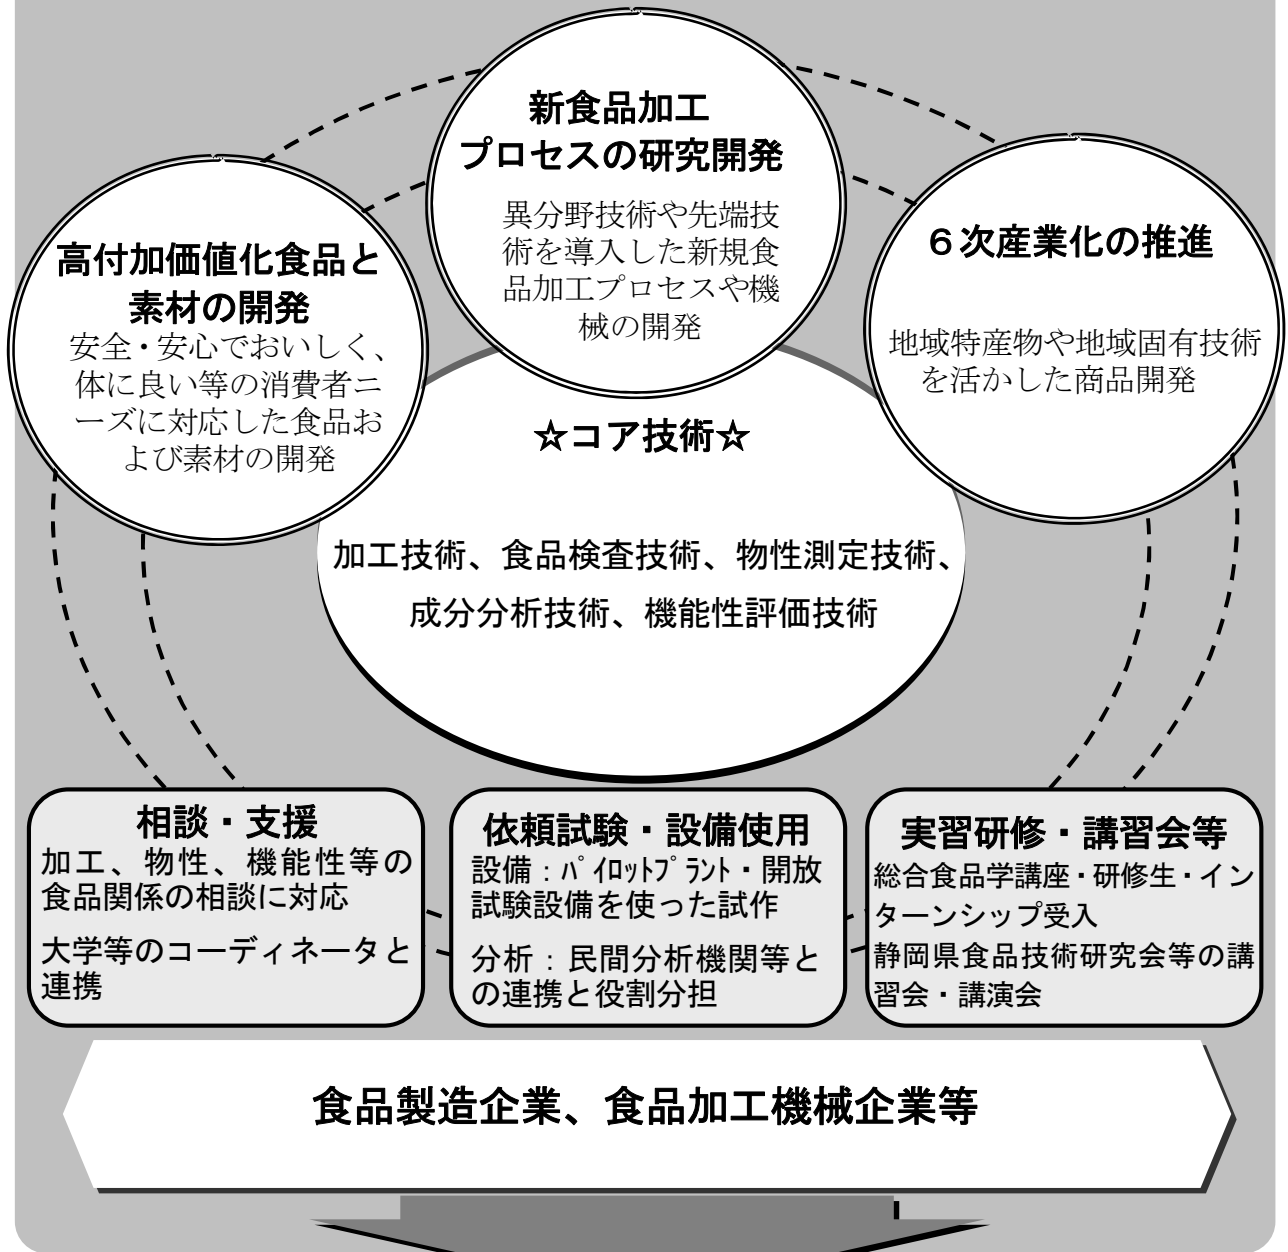 新食品加工
プロセスの研究開発
異分野技術や先端技
術を導入した新規食
品加工プロセスや機
械の開発
高付加価値化食品と
素材の開発
安全・安心でおいしく、
体に良い等の消費者ニ
ーズに対応した食品お
よび素材の開発
６次産業化の推進
地域特産物や地域固有技術
を活かした商品開発
☆コア技術☆
加工技術、食品検査技術、物性測定技術、
成分分析技術、機能性評価技術
相談・支援
加工、物性、機能性等の
食品関係の相談に対応
大学等のコーディネータと
連携
依頼試験・設備使用
設備：ﾊﾟｲﾛｯﾄﾌﾟﾗﾝﾄ・開放
試験設備を使った試作
分析：民間分析機関等と
の連携と役割分担
実習研修・講習会等
総合食品学講座・研修生・イン
ターンシップ受入
静岡県食品技術研究会等の講
習会・講演会
食品製造企業、食品加工機械企業等